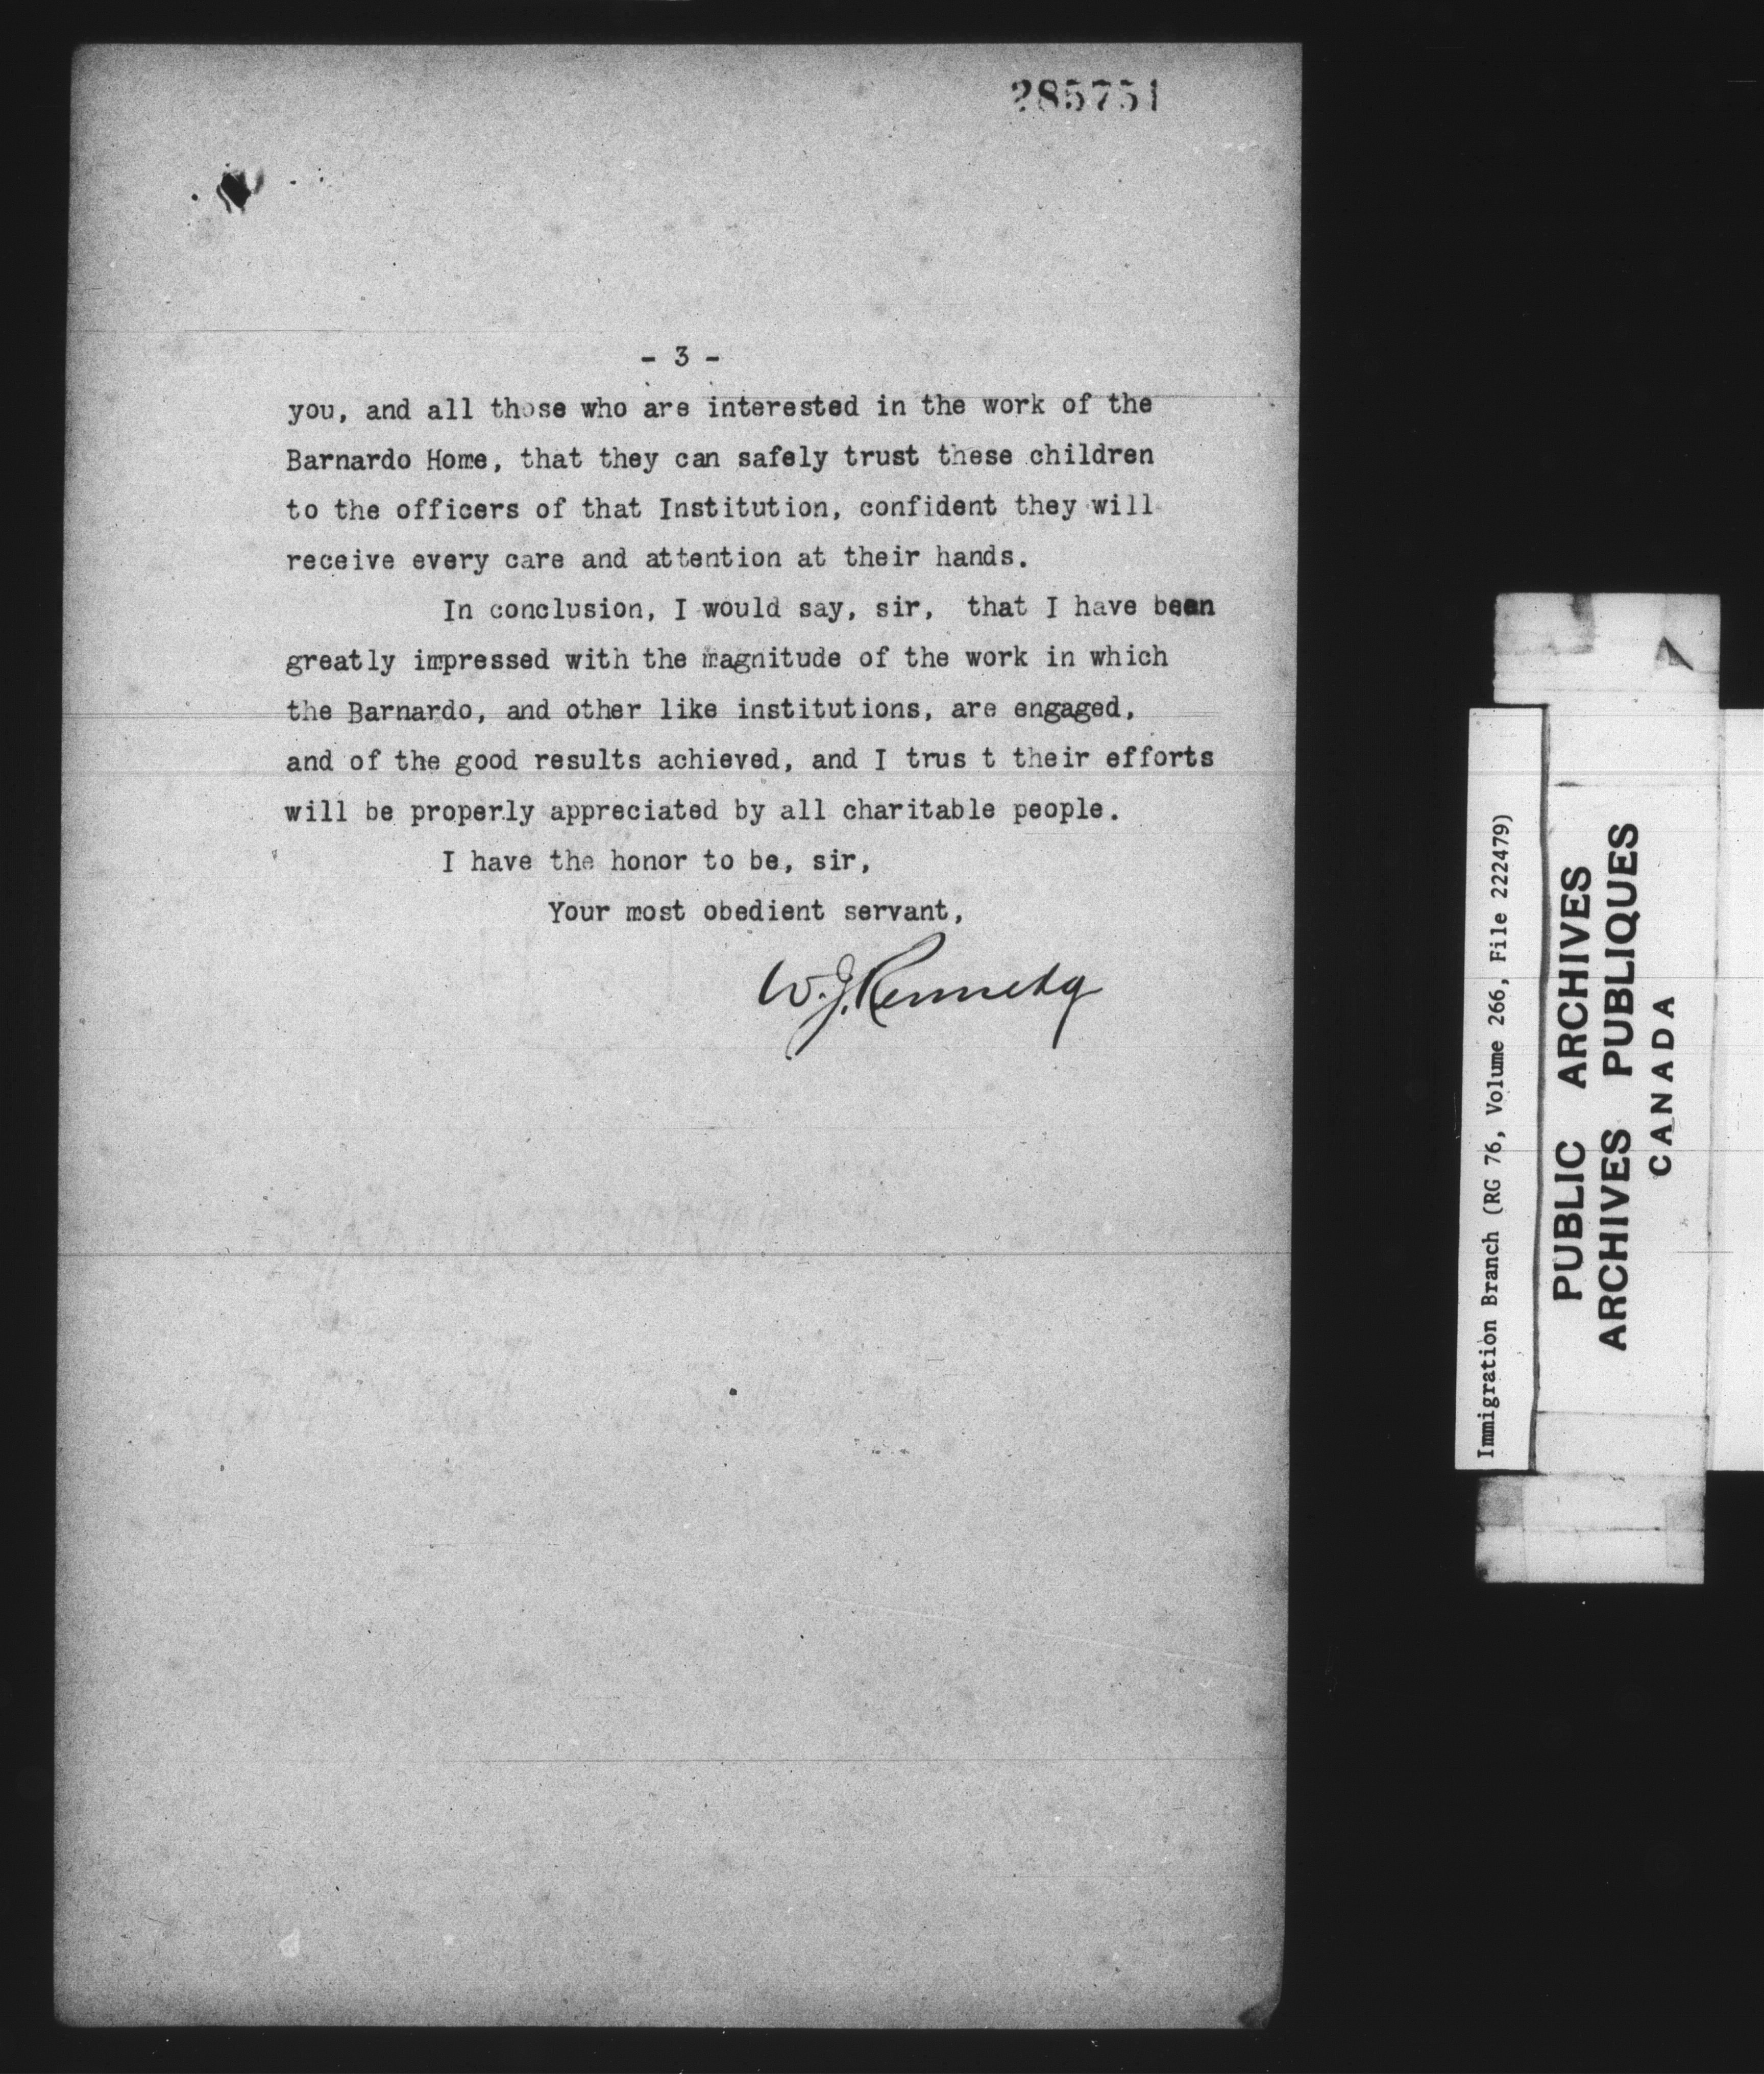 285751
- 3 -
you, and all those who are interested in the work of the
Barnardo Home, that they can safely trust these children
to the officers of that Institution, confident they will
receive every care and attention at their hands.
In conclusion, I would say, sir, that I have been
greatly impressed with the magnitude of the work in which
the Barnardo, and other like institutions, are engaged,
and of the good results achieved, and I trus t their efforts
will be properly appreciated by all charitable people.
I have the honor to be, sir,
Your most obedient servant,
W. J. Kennedy
Immigration Branch (RG 76, Volume 266, File 222479)
PUBLIC ARCHIVES
ARCHIVES PUBLIQUES
CANADA